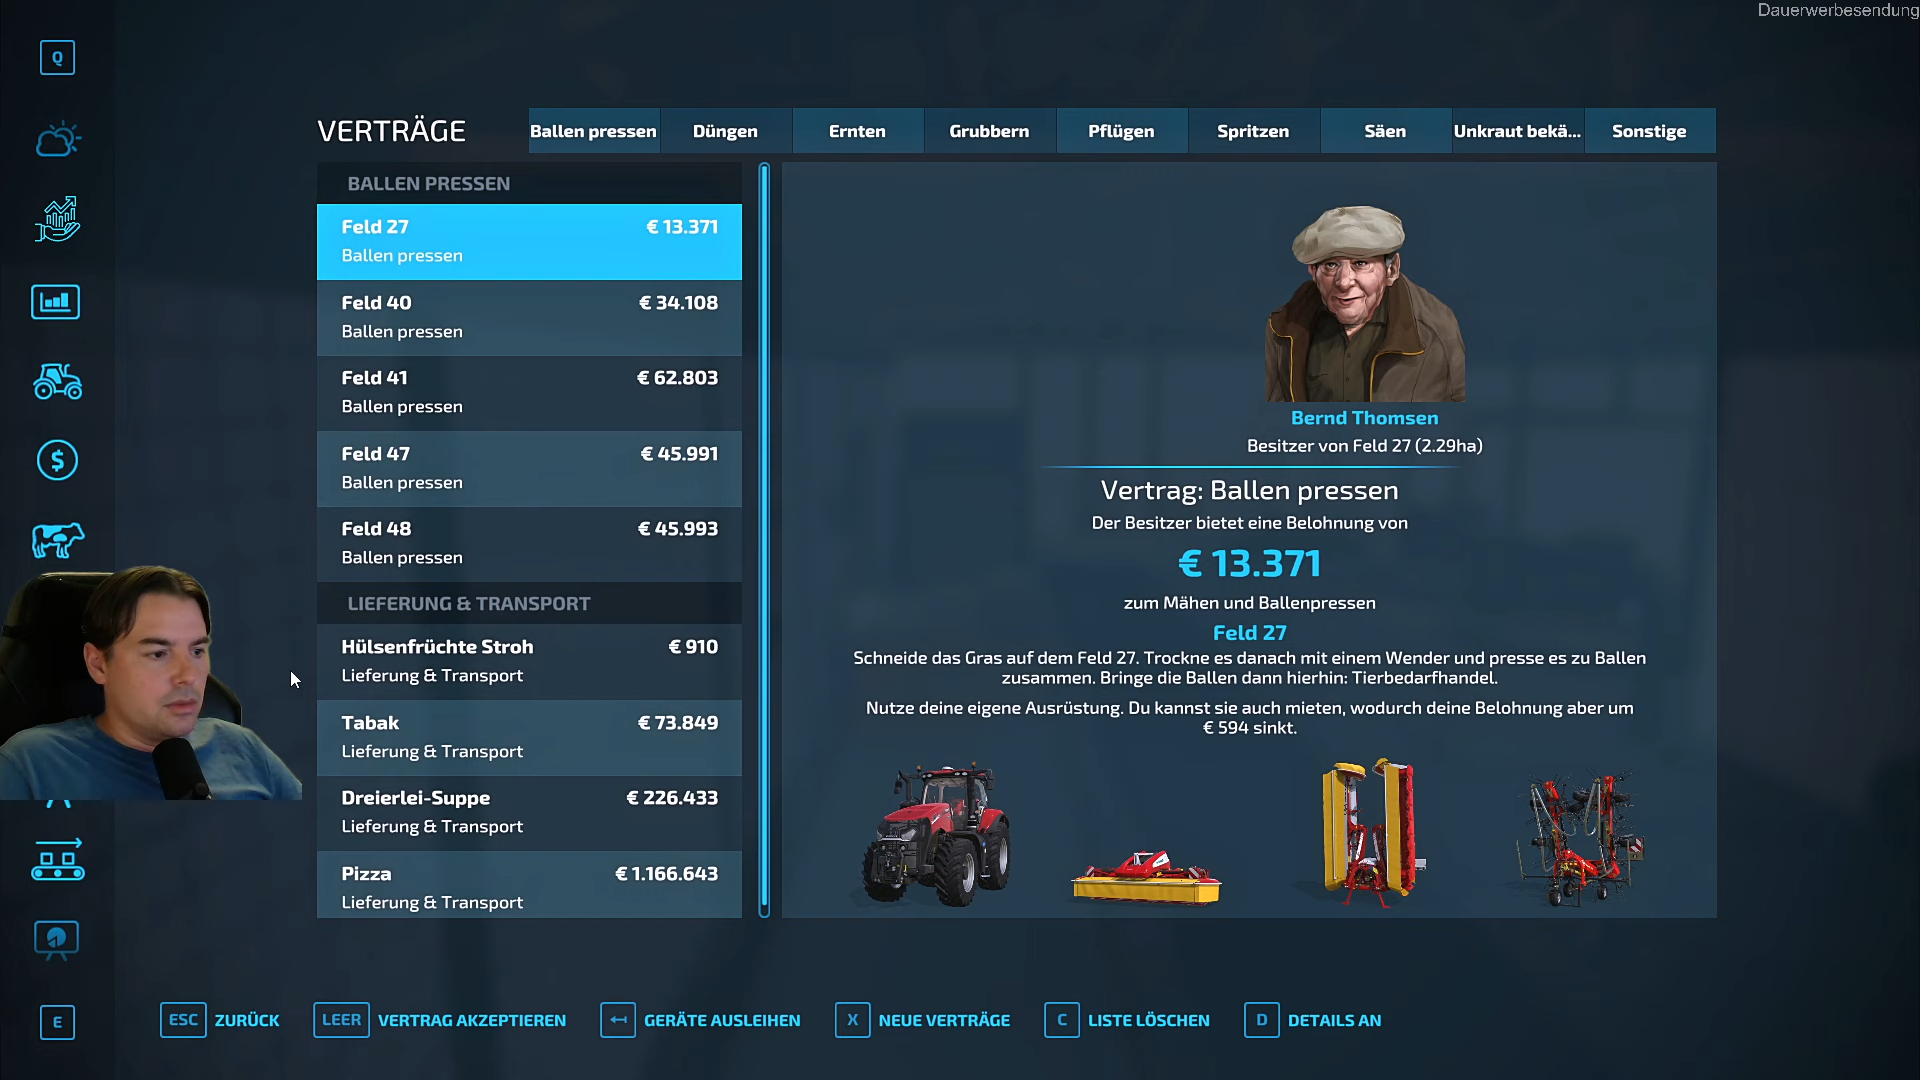 Dauerwerbesendung
Q
VERTRÄGE
Ballen pressen
Düngen
Ernten
Grubbern
Pflügen
Spritzen
Säen
Unkraut bekä...
Sonstige
BALLEN PRESSEN
Feld 27 € 13.371
Ballen pressen
Feld 40 € 34.108
Ballen pressen
Feld 41 € 62.803
Ballen pressen
Feld 47 € 45.991
Ballen pressen
Feld 48 € 45.993
Ballen pressen
LIEFERUNG & TRANSPORT
Hülsenfrüchte Stroh € 910
Lieferung & Transport
Tabak € 73.849
Lieferung & Transport
Dreierlei-Suppe € 226.433
Lieferung & Transport
Pizza € 1.166.643
Lieferung & Transport
Bernd Thomsen
Besitzer von Feld 27 (2.29ha)
Vertrag: Ballen pressen
Der Besitzer bietet eine Belohnung von
€ 13.371
zum Mähen und Ballenpressen
Feld 27
Schneide das Gras auf dem Feld 27. Trockne es danach mit einem Wender und presse es zu Ballen
zusammen. Bringe die Ballen dann hierhin: Tierbedarfhandel.
Nutze deine eigene Ausrüstung. Du kannst sie auch mieten, wodurch deine Belohnung aber um
€ 594 sinkt.
E
ESC ZURÜCK
LEER VERTRAG AKZEPTIEREN
GERÄTE AUSLEIHEN
X NEUE VERTRÄGE
C LISTE LÖSCHEN
D DETAILS AN